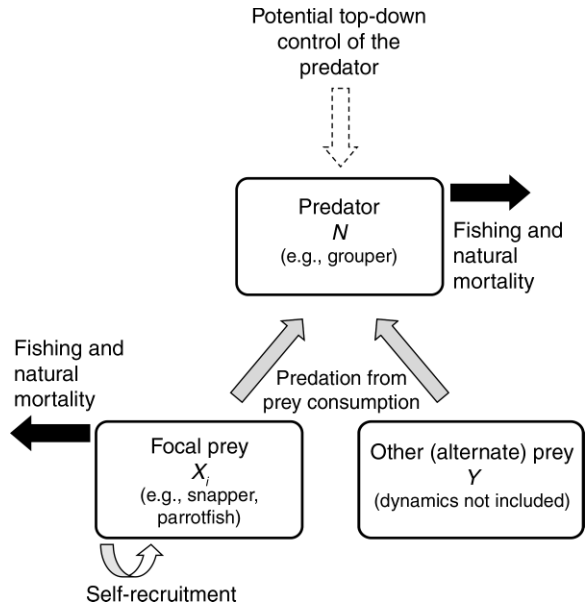 Potential top-down
control of the
predator
Predator
N
(e.g., grouper)
Fishing and
natural
mortality
Fishing and
natural
mortality
Predation from
prey consumption
Focal prey
X_i
(e.g., snapper,
parrotfish)
Other (alternate) prey
Y
(dynamics not included)
Self-recruitment